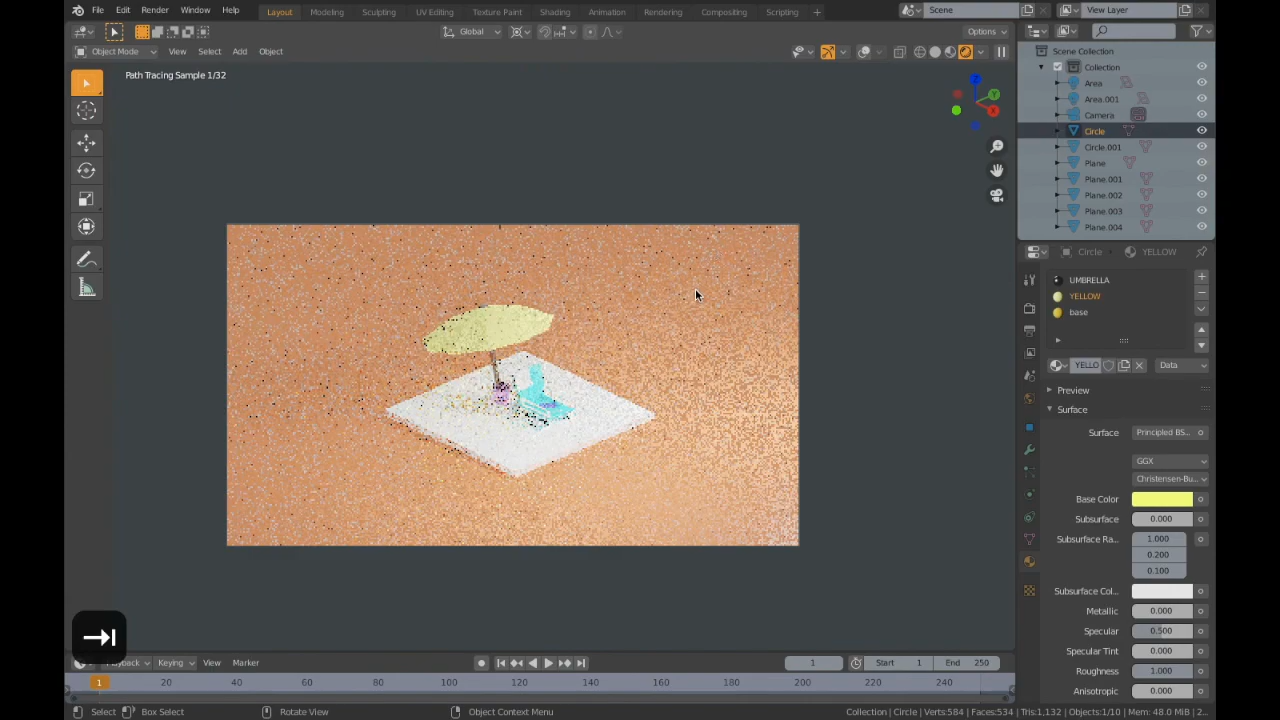 File Edit Render Window Help Layout Modeling Sculpting UV Editing Texture Paint Shading Animation Rendering Compositing Scripting + Scene View Layer
Global Options
Object Mode View Select Add Object
Path Tracing Sample 1/32
Z
Y
X
Scene Collection
Collection
Area
Area.001
Camera
Circle
Circle.001
Plane
Plane.001
Plane.002
Plane.003
Plane.004
Circle YELLOW
UMBRELLA
YELLOW
base
YELLO Data
Preview
Surface
Surface Principled BS...
GGX
Christensen-Bu...
Base Color
Subsurface 0.000
Subsurface Ra... 1.000
0.200
0.100
Subsurface Col...
Metallic 0.000
Specular 0.500
Specular Tint 0.000
Roughness 1.000
Anisotropic 0.000
Playback Keying View Marker 1 Start 1 End 250
1 20 40 60 80 100 120 140 160 180 200 220 240
Select Box Select Rotate View Object Context Menu Collection | Circle | Verts:584 | Faces:534 | Tris:1,132 | Objects:1/10 | Mem: 48.0 MiB | 2...